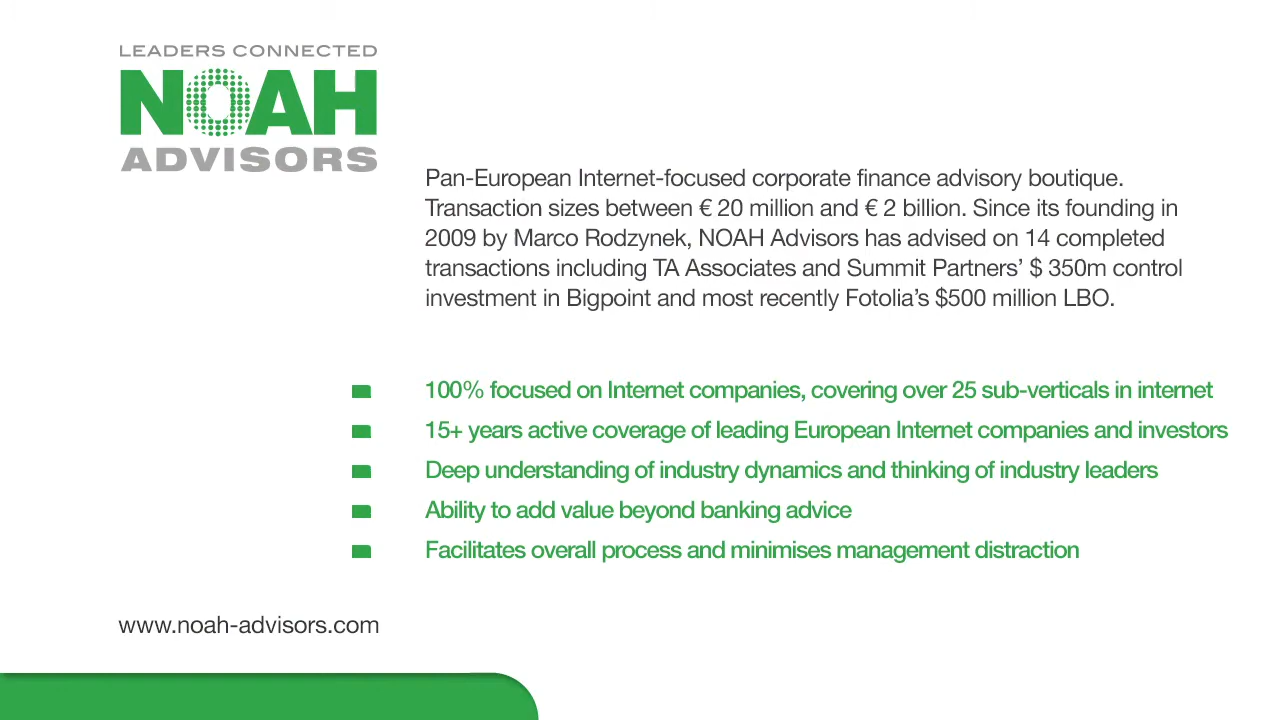 LEADERS CONNECTED
NOAH
ADVISORS
Pan-European Internet-focused corporate finance advisory boutique.
Transaction sizes between € 20 million and € 2 billion. Since its founding in
2009 by Marco Rodzynek, NOAH Advisors has advised on 14 completed
transactions including TA Associates and Summit Partners’ $ 350m control
investment in Bigpoint and most recently Fotolia’s $500 million LBO.
100% focused on Internet companies, covering over 25 sub-verticals in internet
15+ years active coverage of leading European Internet companies and investors
Deep understanding of industry dynamics and thinking of industry leaders
Ability to add value beyond banking advice
Facilitates overall process and minimises management distraction
www.noah-advisors.com